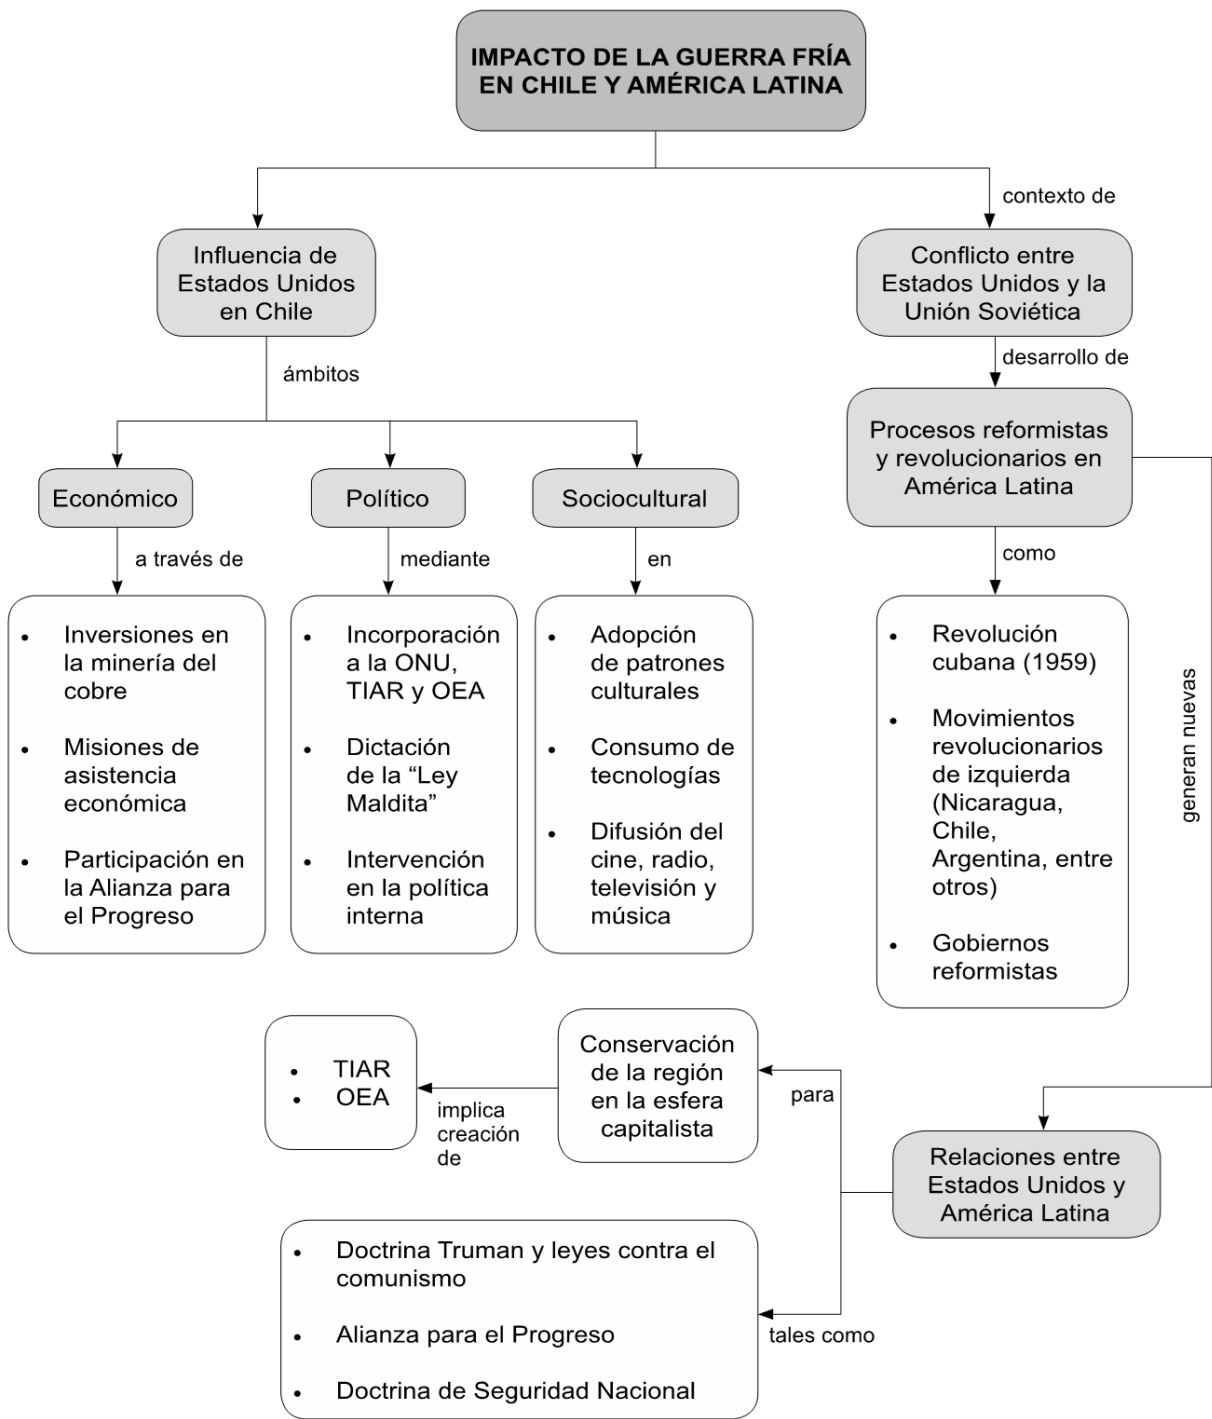 IMPACTO DE LA GUERRA FRÍA
EN CHILE Y AMÉRICA LATINA
Influencia de
Estados Unidos
en Chile
ámbitos
Económico
a través de
• Inversiones en
la minería del
cobre
• Misiones de
asistencia
económica
• Participación en
la Alianza para
el Progreso
Político
mediante
• Incorporación
a la ONU,
TIAR y OEA
• Dictación
de la “Ley
Maldita”
• Intervención
en la política
interna
Sociocultural
en
• Adopción
de patrones
culturales
• Consumo de
tecnologías
• Difusión del
cine, radio,
televisión y
música
contexto de
Conflicto entre
Estados Unidos y la
Unión Soviética
desarrollo de
Procesos reformistas
y revolucionarios en
América Latina
como
• Revolución
cubana (1959)
• Movimientos
revolucionarios
de izquierda
(Nicaragua,
Chile,
Argentina, entre
otros)
• Gobiernos
reformistas
generan nuevas
Relaciones entre
Estados Unidos y
América Latina
para
Conservación
de la región
en la esfera
capitalista
implica
creación
de
• TIAR
• OEA
tales como
• Doctrina Truman y leyes contra el
comunismo
• Alianza para el Progreso
• Doctrina de Seguridad Nacional